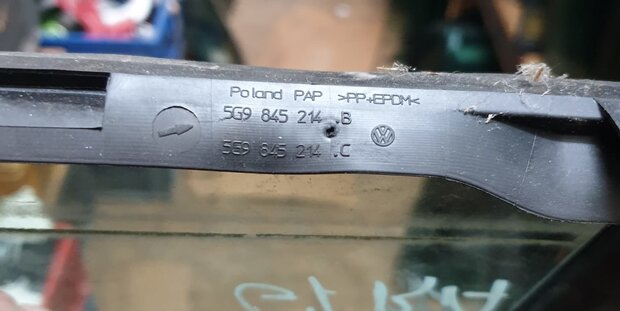 Poland PAP >PP+EPDM<
5G9 845 214 .B
5G9 845 214 .C